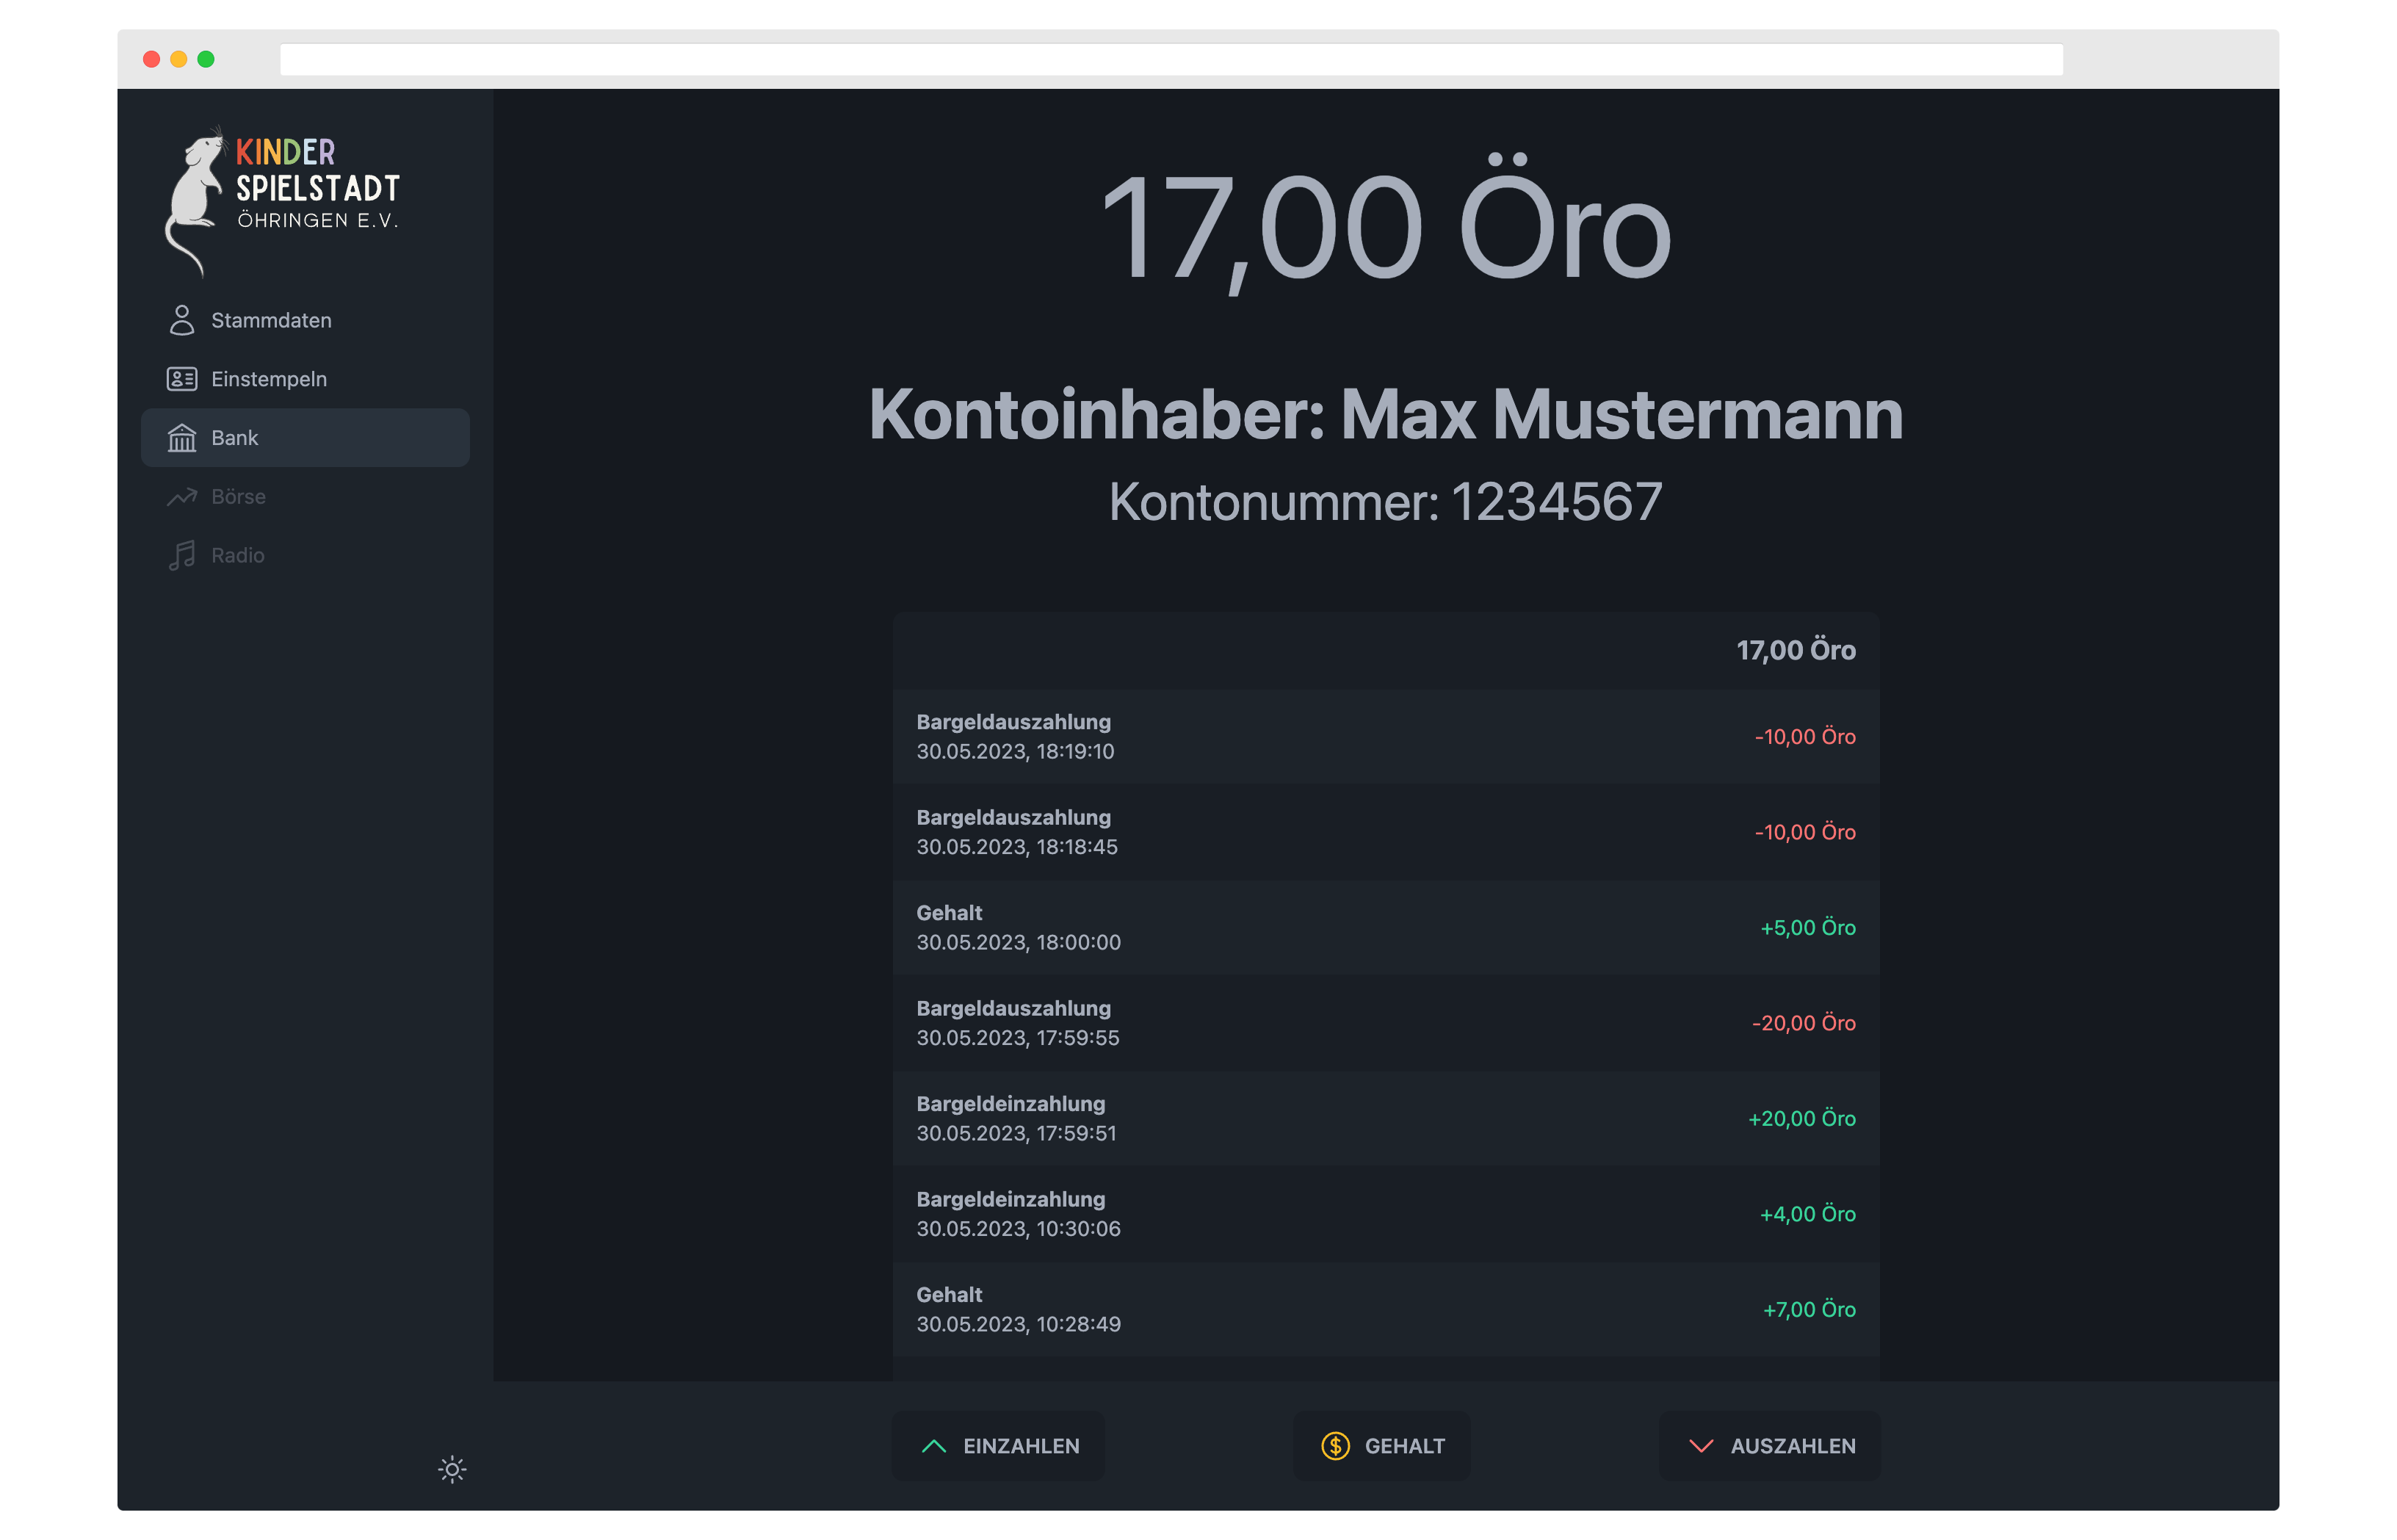 KINDER
SPIELSTADT
ÖHRINGEN E.V.
Stammdaten
Einstempeln
Bank
Börse
Radio
17,00 Öro
Kontoinhaber: Max Mustermann
Kontonummer: 1234567
17,00 Öro
Bargeldauszahlung
30.05.2023, 18:19:10
-10,00 Öro
Bargeldauszahlung
30.05.2023, 18:18:45
-10,00 Öro
Gehalt
30.05.2023, 18:00:00
+5,00 Öro
Bargeldauszahlung
30.05.2023, 17:59:55
-20,00 Öro
Bargeldeinzahlung
30.05.2023, 17:59:51
+20,00 Öro
Bargeldeinzahlung
30.05.2023, 10:30:06
+4,00 Öro
Gehalt
30.05.2023, 10:28:49
+7,00 Öro
EINZAHLEN
GEHALT
AUSZAHLEN